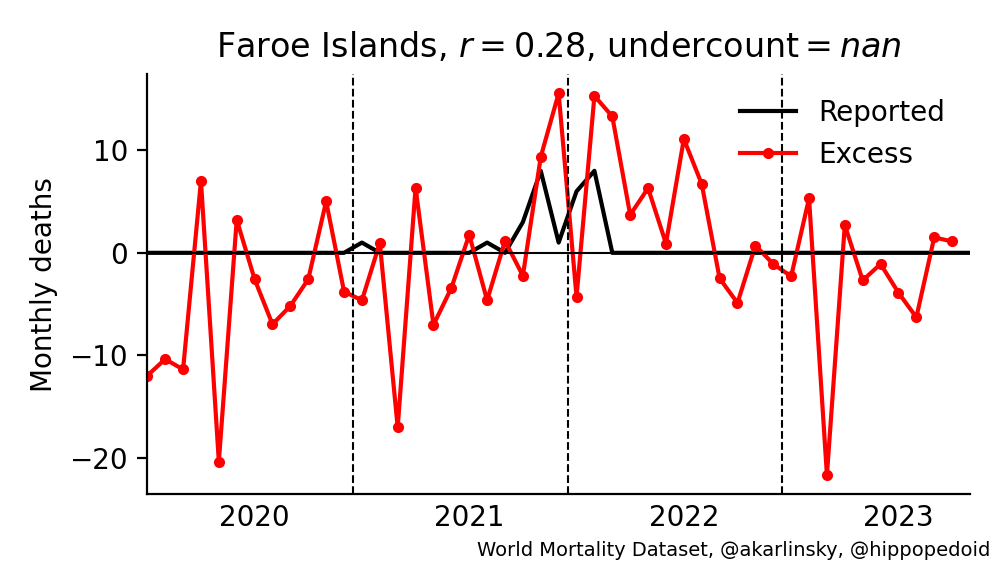 Faroe Islands, r = 0.28, undercount = nan
Monthly deaths
10
0
−10
−20
Reported
Excess
2020 2021 2022 2023
World Mortality Dataset, @akarlinsky, @hippopedoid